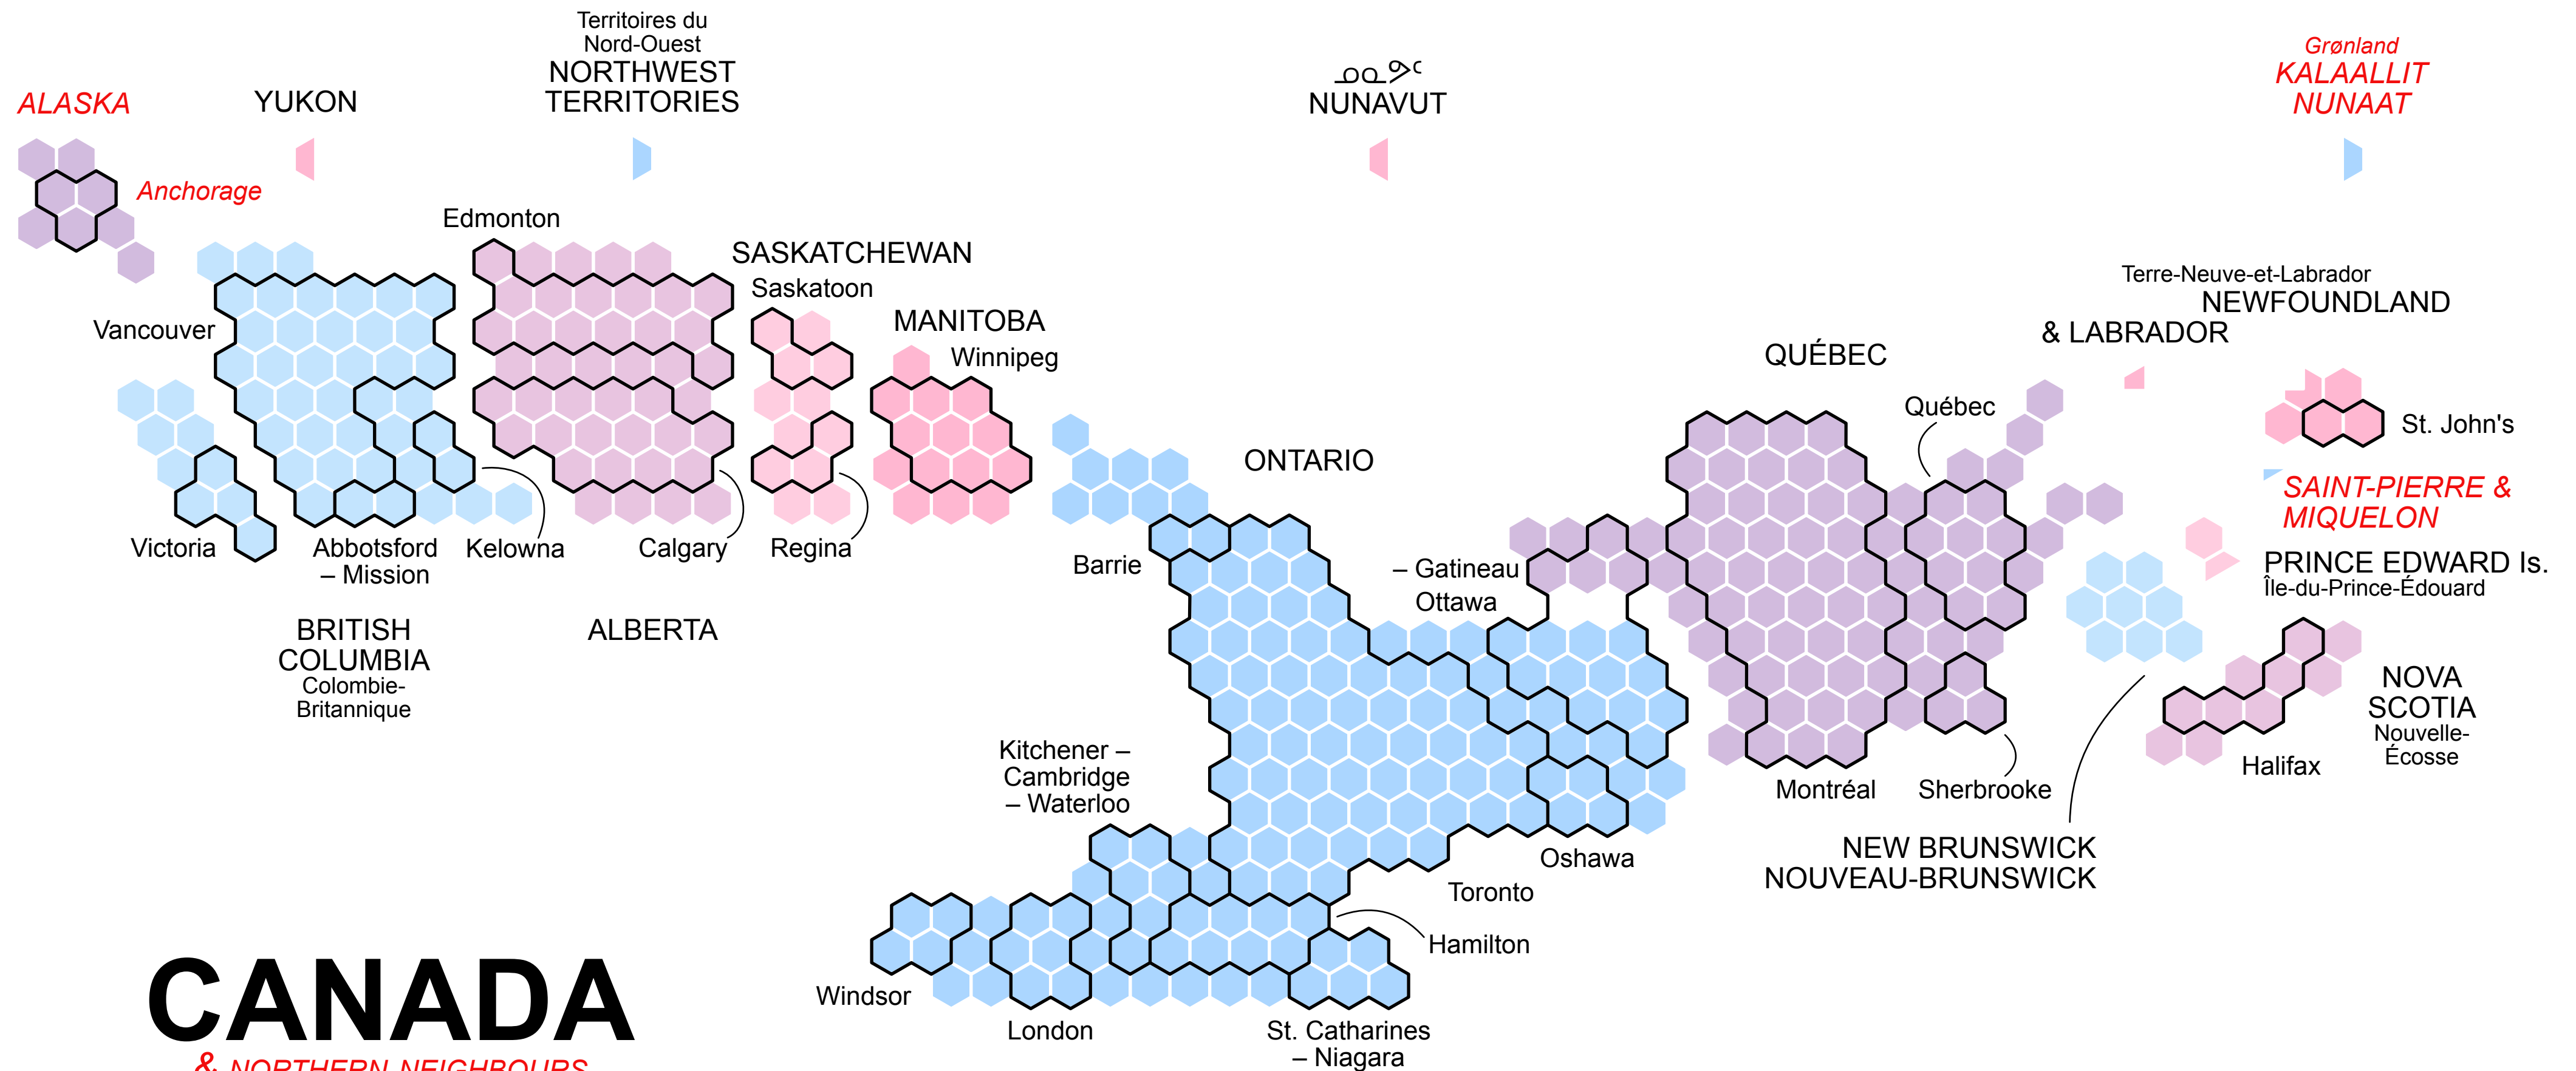 ALASKA
Anchorage
YUKON
Territoires du
Nord-Ouest
NORTHWEST
TERRITORIES
ᓄᓇᕗᑦ
NUNAVUT
Grønland
KALAALLIT
NUNAAT
Vancouver
Victoria
Abbotsford
– Mission
Kelowna
BRITISH
COLUMBIA
Colombie-
Britannique
Edmonton
Calgary
ALBERTA
SASKATCHEWAN
Saskatoon
Regina
MANITOBA
Winnipeg
ONTARIO
Barrie
– Gatineau
Ottawa
Kitchener –
Cambridge
– Waterloo
Oshawa
Toronto
Hamilton
Windsor
London
St. Catharines
– Niagara
QUÉBEC
Québec
Montréal
Sherbrooke
Terre-Neuve-et-Labrador
NEWFOUNDLAND
& LABRADOR
St. John's
SAINT-PIERRE &
MIQUELON
PRINCE EDWARD Is.
Île-du-Prince-Édouard
NOVA
SCOTIA
Nouvelle-
Écosse
Halifax
NEW BRUNSWICK
NOUVEAU-BRUNSWICK
CANADA
& NORTHERN NEIGHBOURS